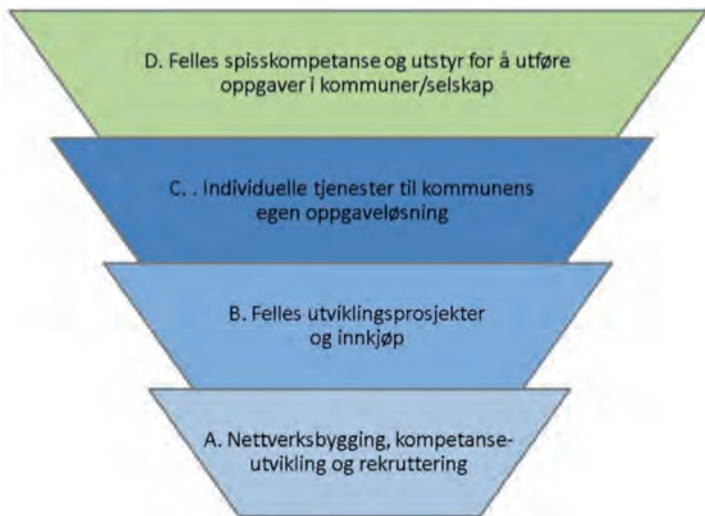 D. Felles spisskompetanse og utstyr for å utføre
oppgaver i kommuner/selskap
C. . Individuelle tjenester til kommunens
egen oppgaveløsning
B. Felles utviklingsprosjekter
og innkjøp
A. Nettverksbygging, kompetanse-
utvikling og rekruttering